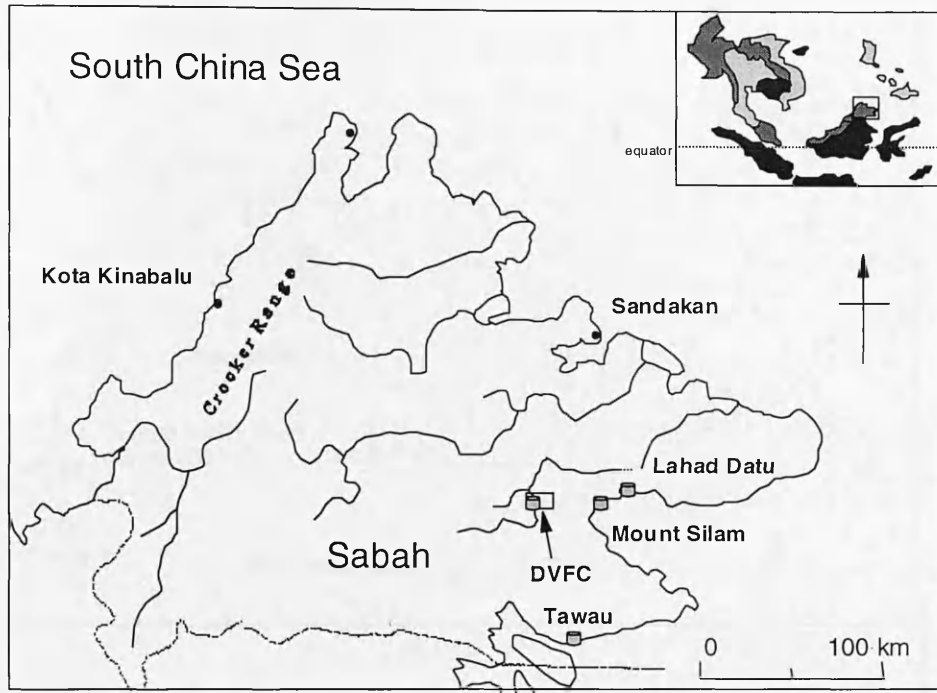 South China Sea
equator
Kota Kinabalu
Crocker Range
Sandakan
Lahad Datu
Mount Silam
Sabah
DVFC
Tawau
0 100 km